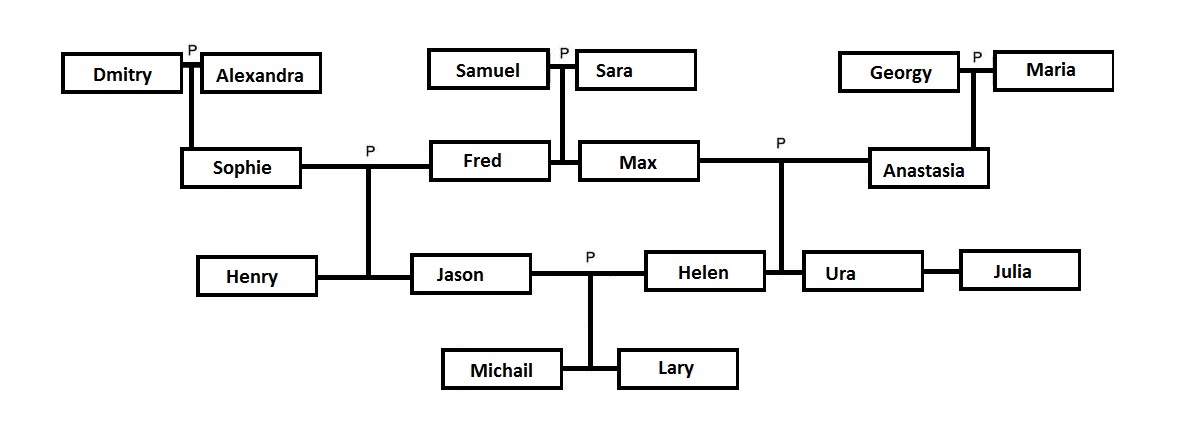 P P P
Dmitry Alexandra Samuel Sara Georgy Maria
P P
Sophie Fred Max Anastasia
P
Henry Jason Helen Ura Julia
Michail Lary